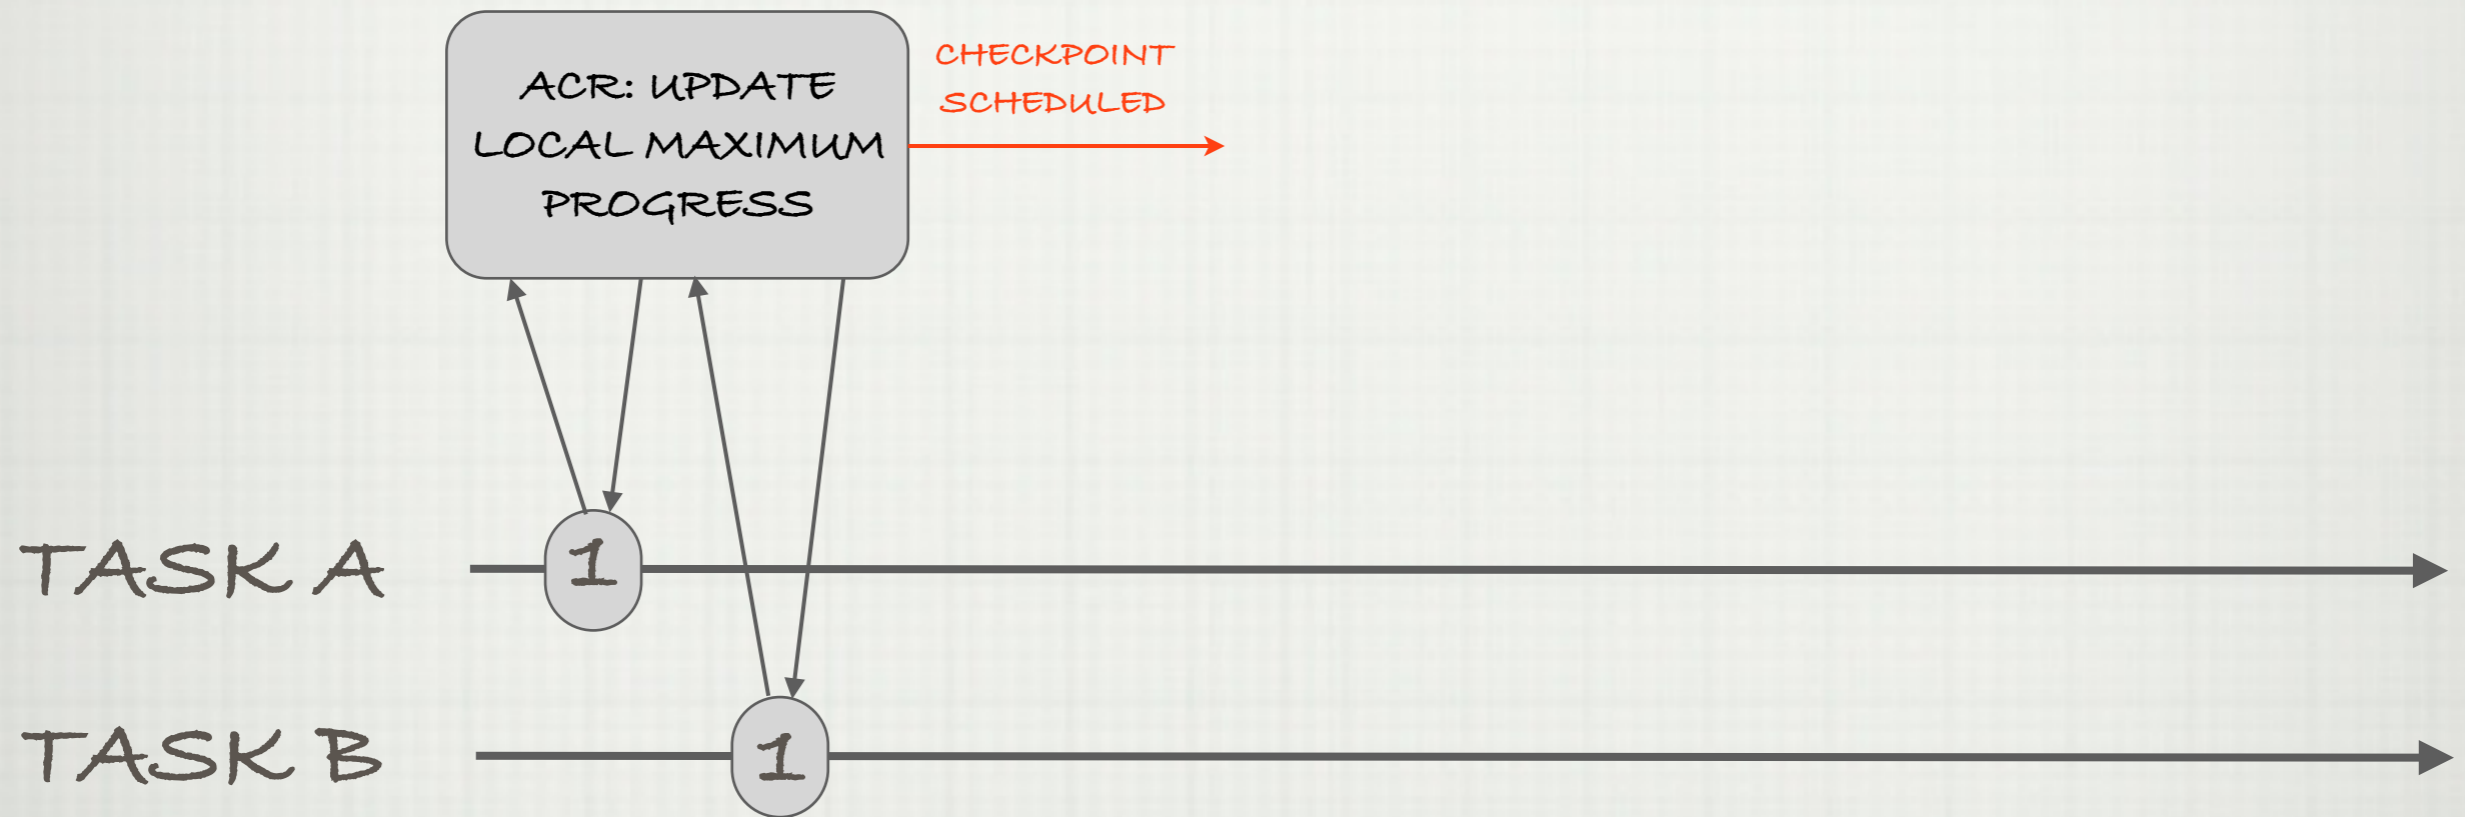 ACR: UPDATE
LOCAL MAXIMUM
PROGRESS
CHECKPOINT
SCHEDULED
TASK A
1
TASK B
1